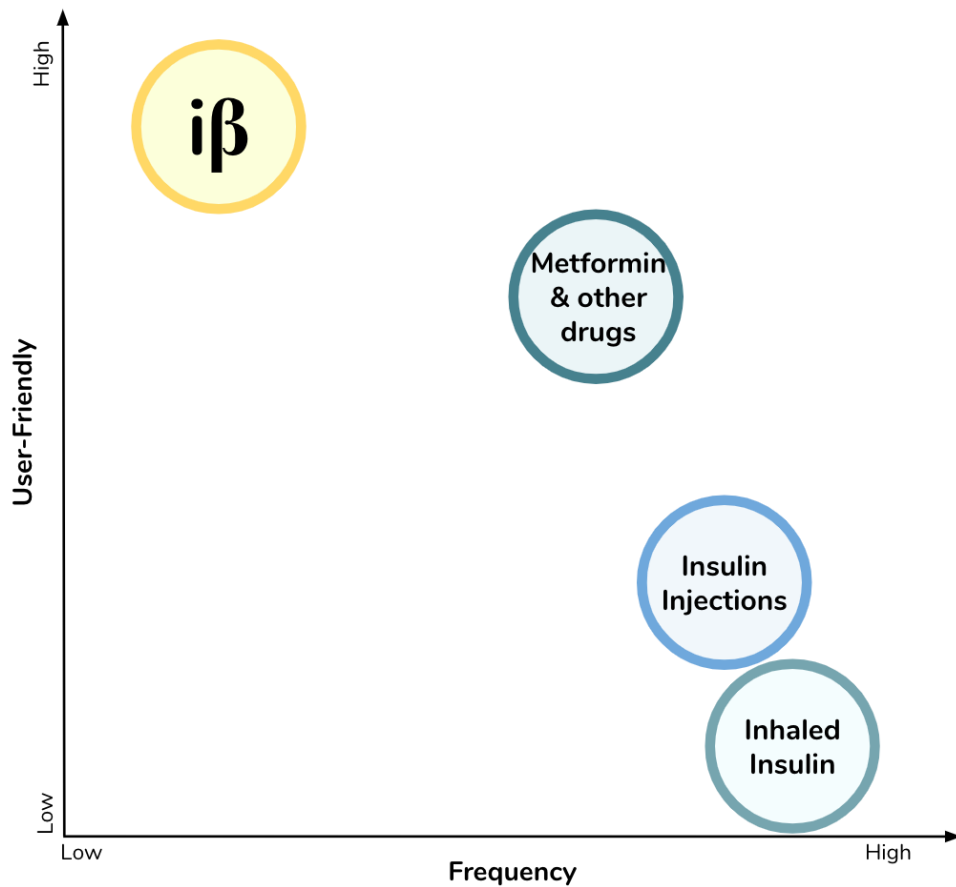 High
iβ
Metformin
& other
drugs
User-Friendly
Insulin
Injections
Inhaled
Insulin
Low
Low
High
Frequency